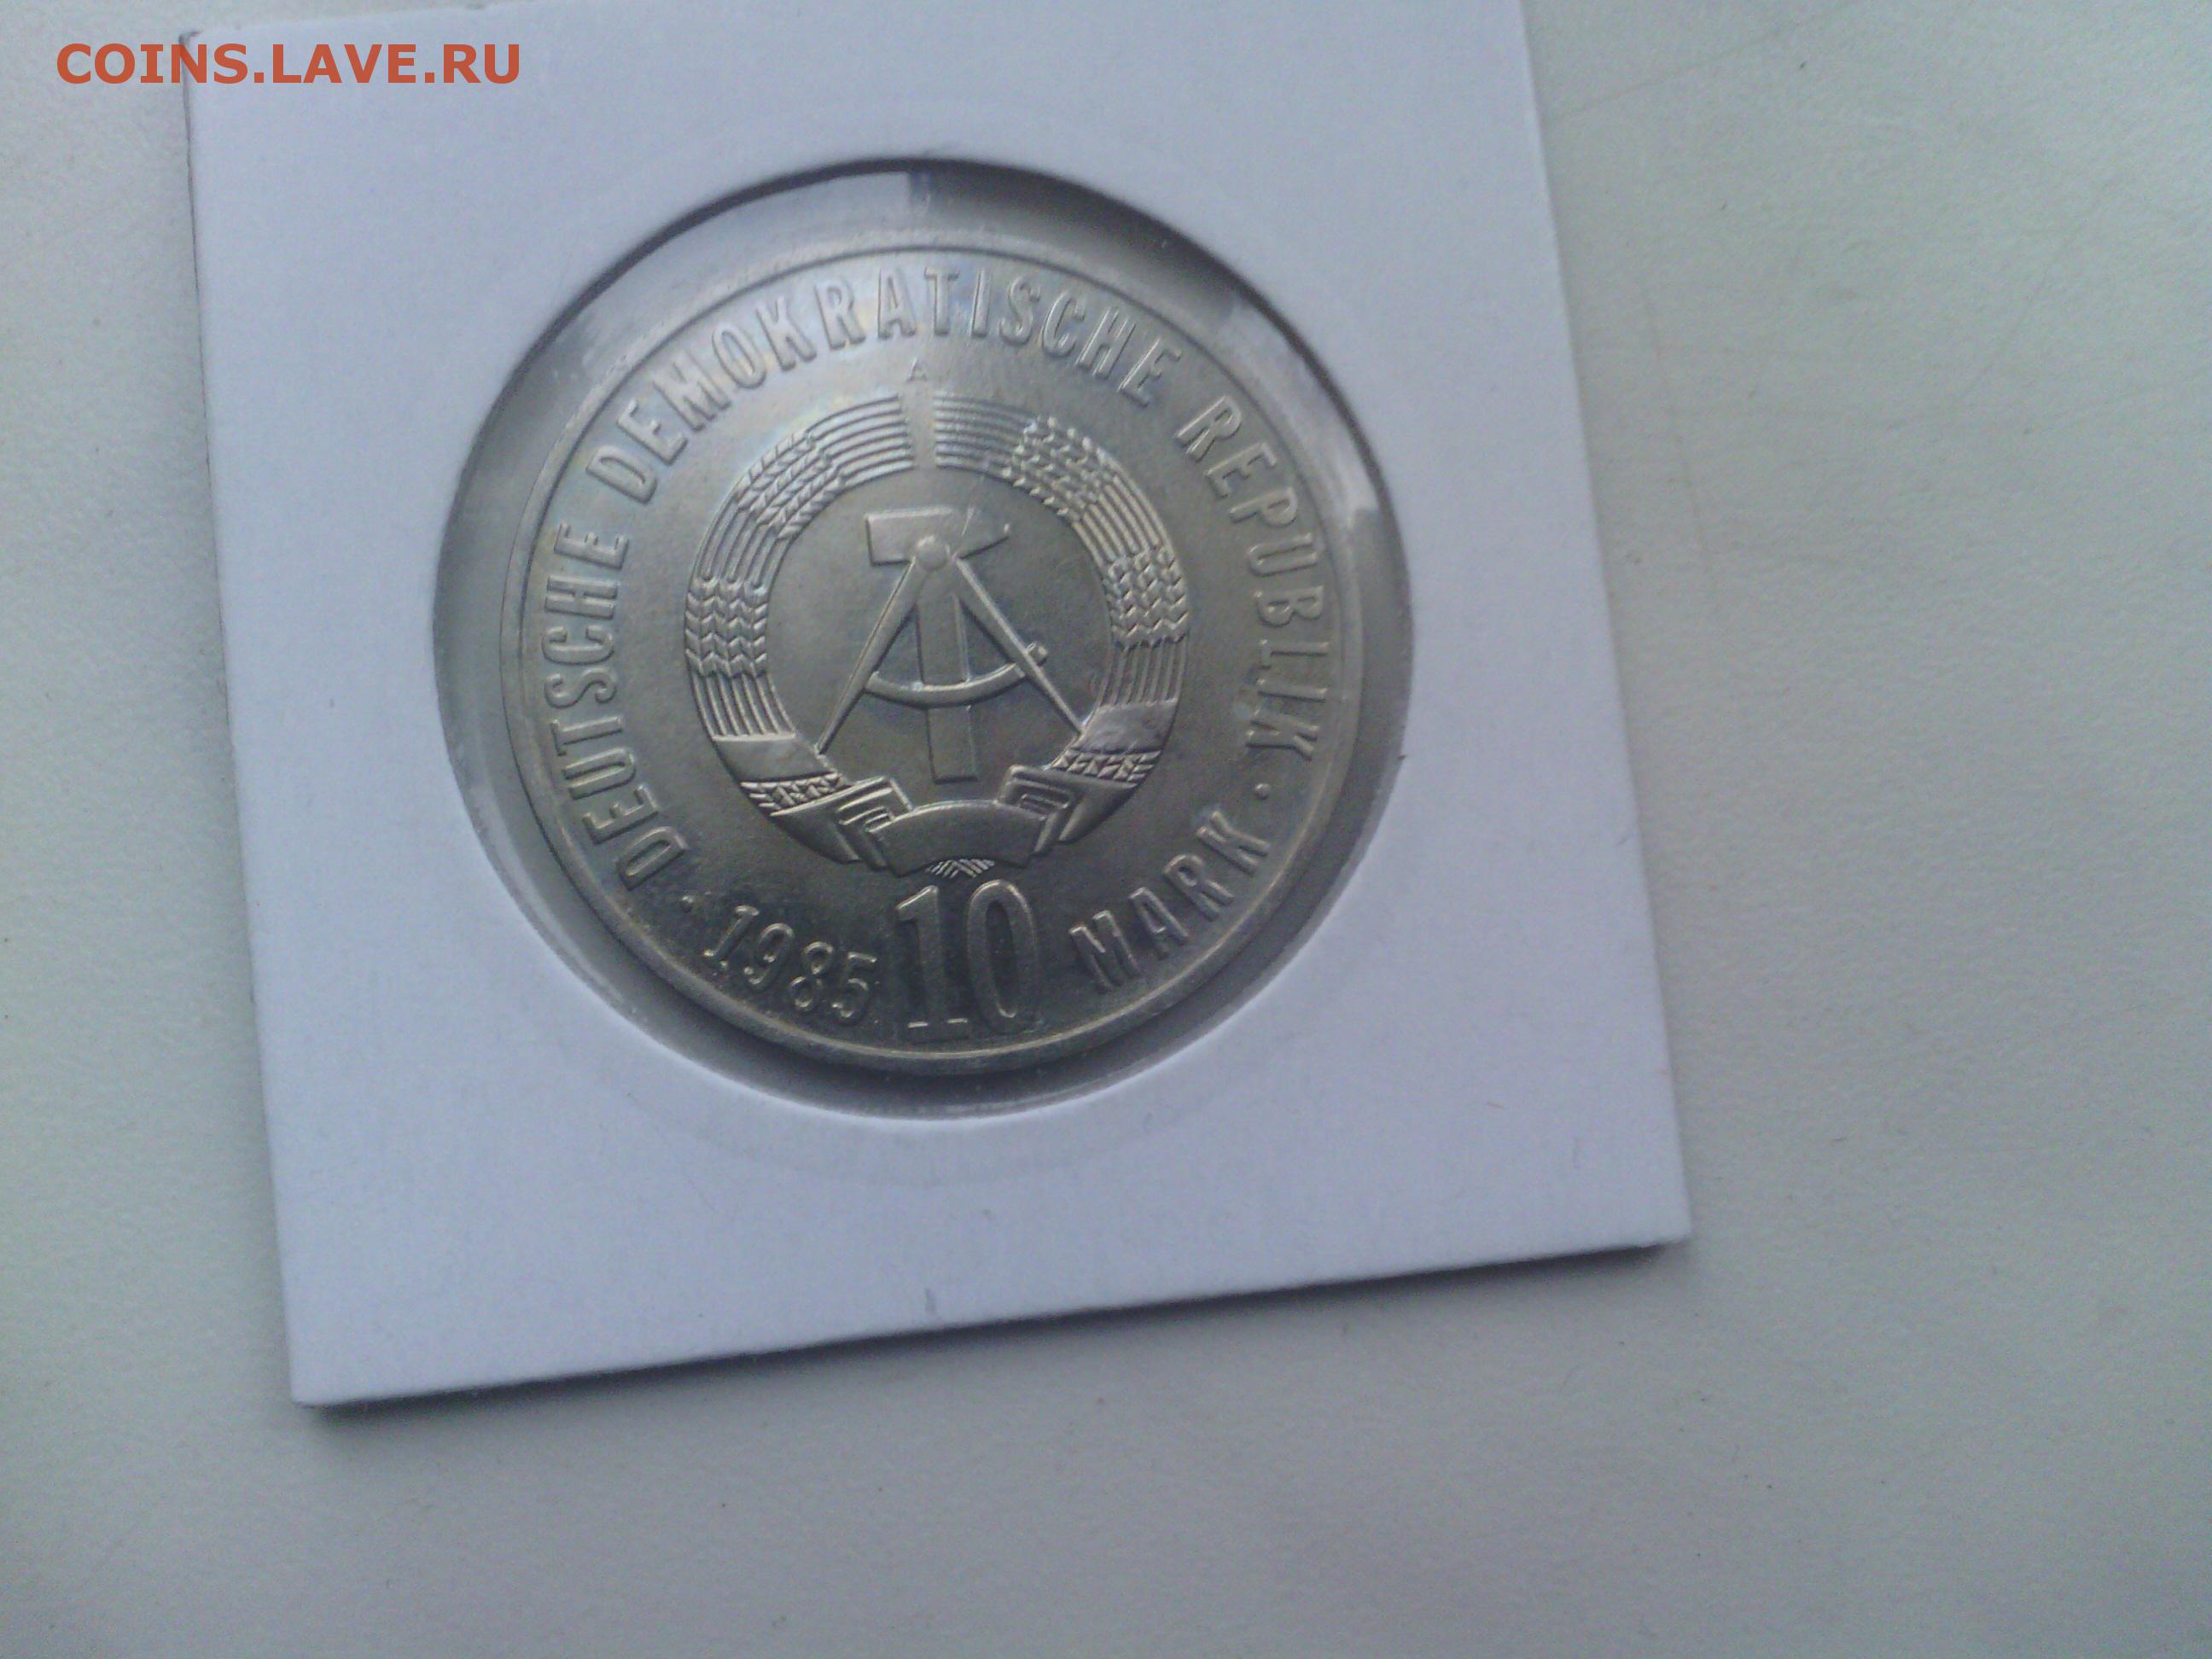 COINS.LAVE.RU
DEUTSCHE DEMOKRATISCHE REPUBLIK
A
· 1985 10 MARK ·